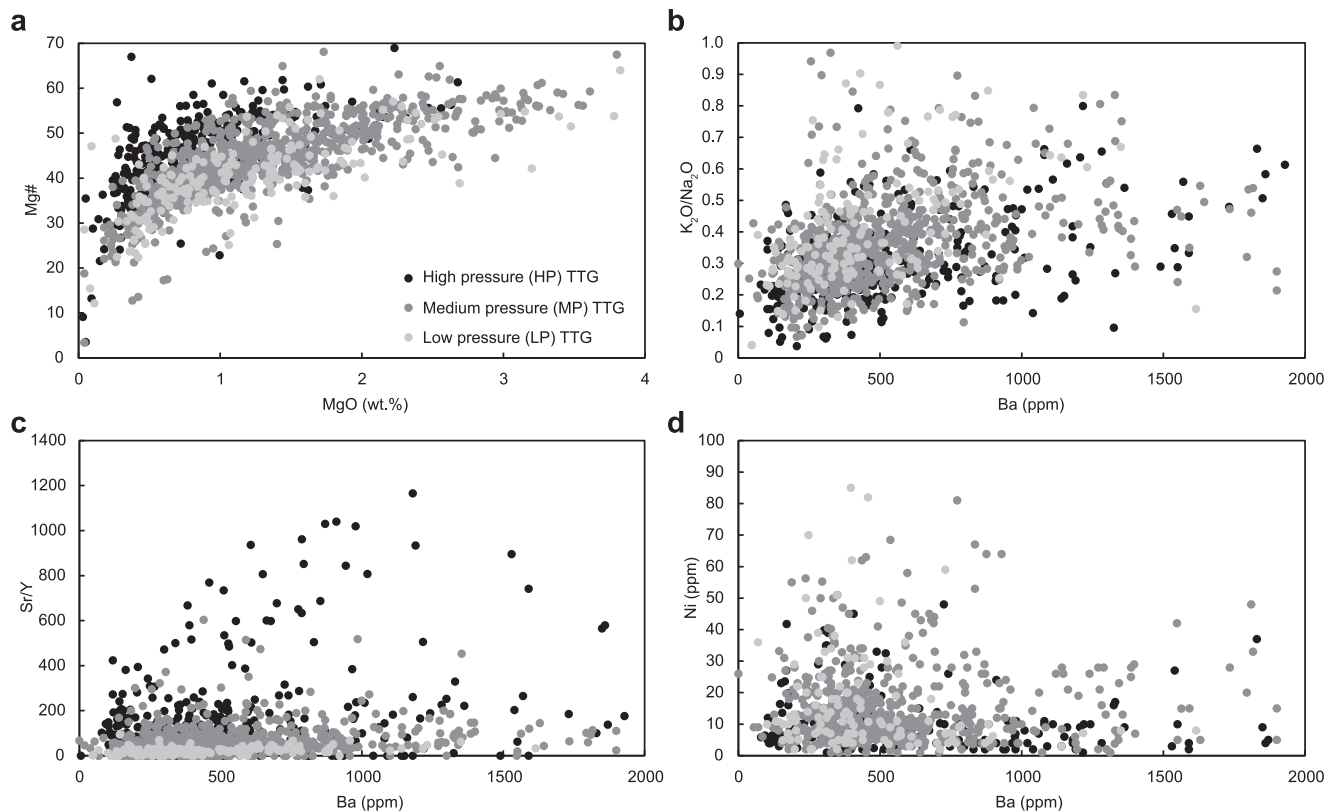 a
70
60
50
40
30
20
10
0
Mg#
0 1 2 3 4
MgO (wt.%)
High pressure (HP) TTG
Medium pressure (MP) TTG
Low pressure (LP) TTG
b
1.0
0.9
0.8
0.7
0.6
0.5
0.4
0.3
0.2
0.1
0
K₂O/Na₂O
0 500 1000 1500 2000
Ba (ppm)
c
1400
1200
1000
800
600
400
200
0
Sr/Y
0 500 1000 1500 2000
Ba (ppm)
d
100
90
80
70
60
50
40
30
20
10
0
Ni (ppm)
0 500 1000 1500 2000
Ba (ppm)